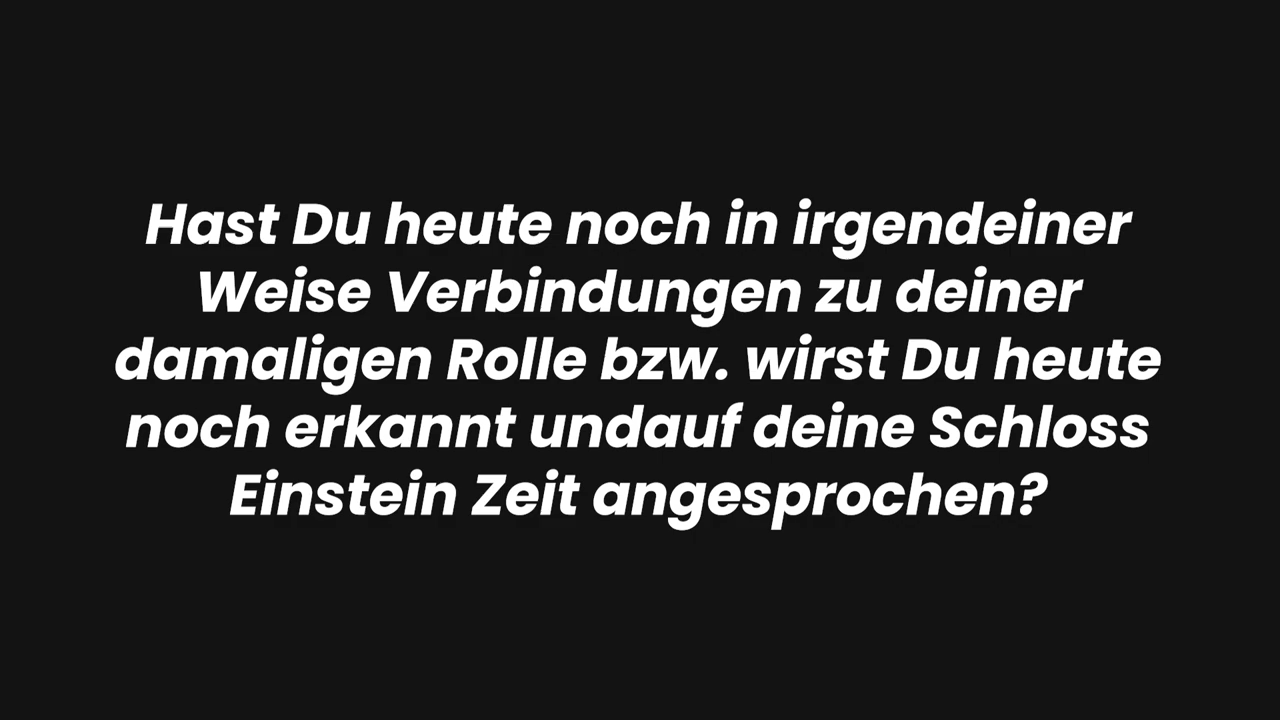 Hast Du heute noch in irgendeiner
Weise Verbindungen zu deiner
damaligen Rolle bzw. wirst Du heute
noch erkannt undauf deine Schloss
Einstein Zeit angesprochen?